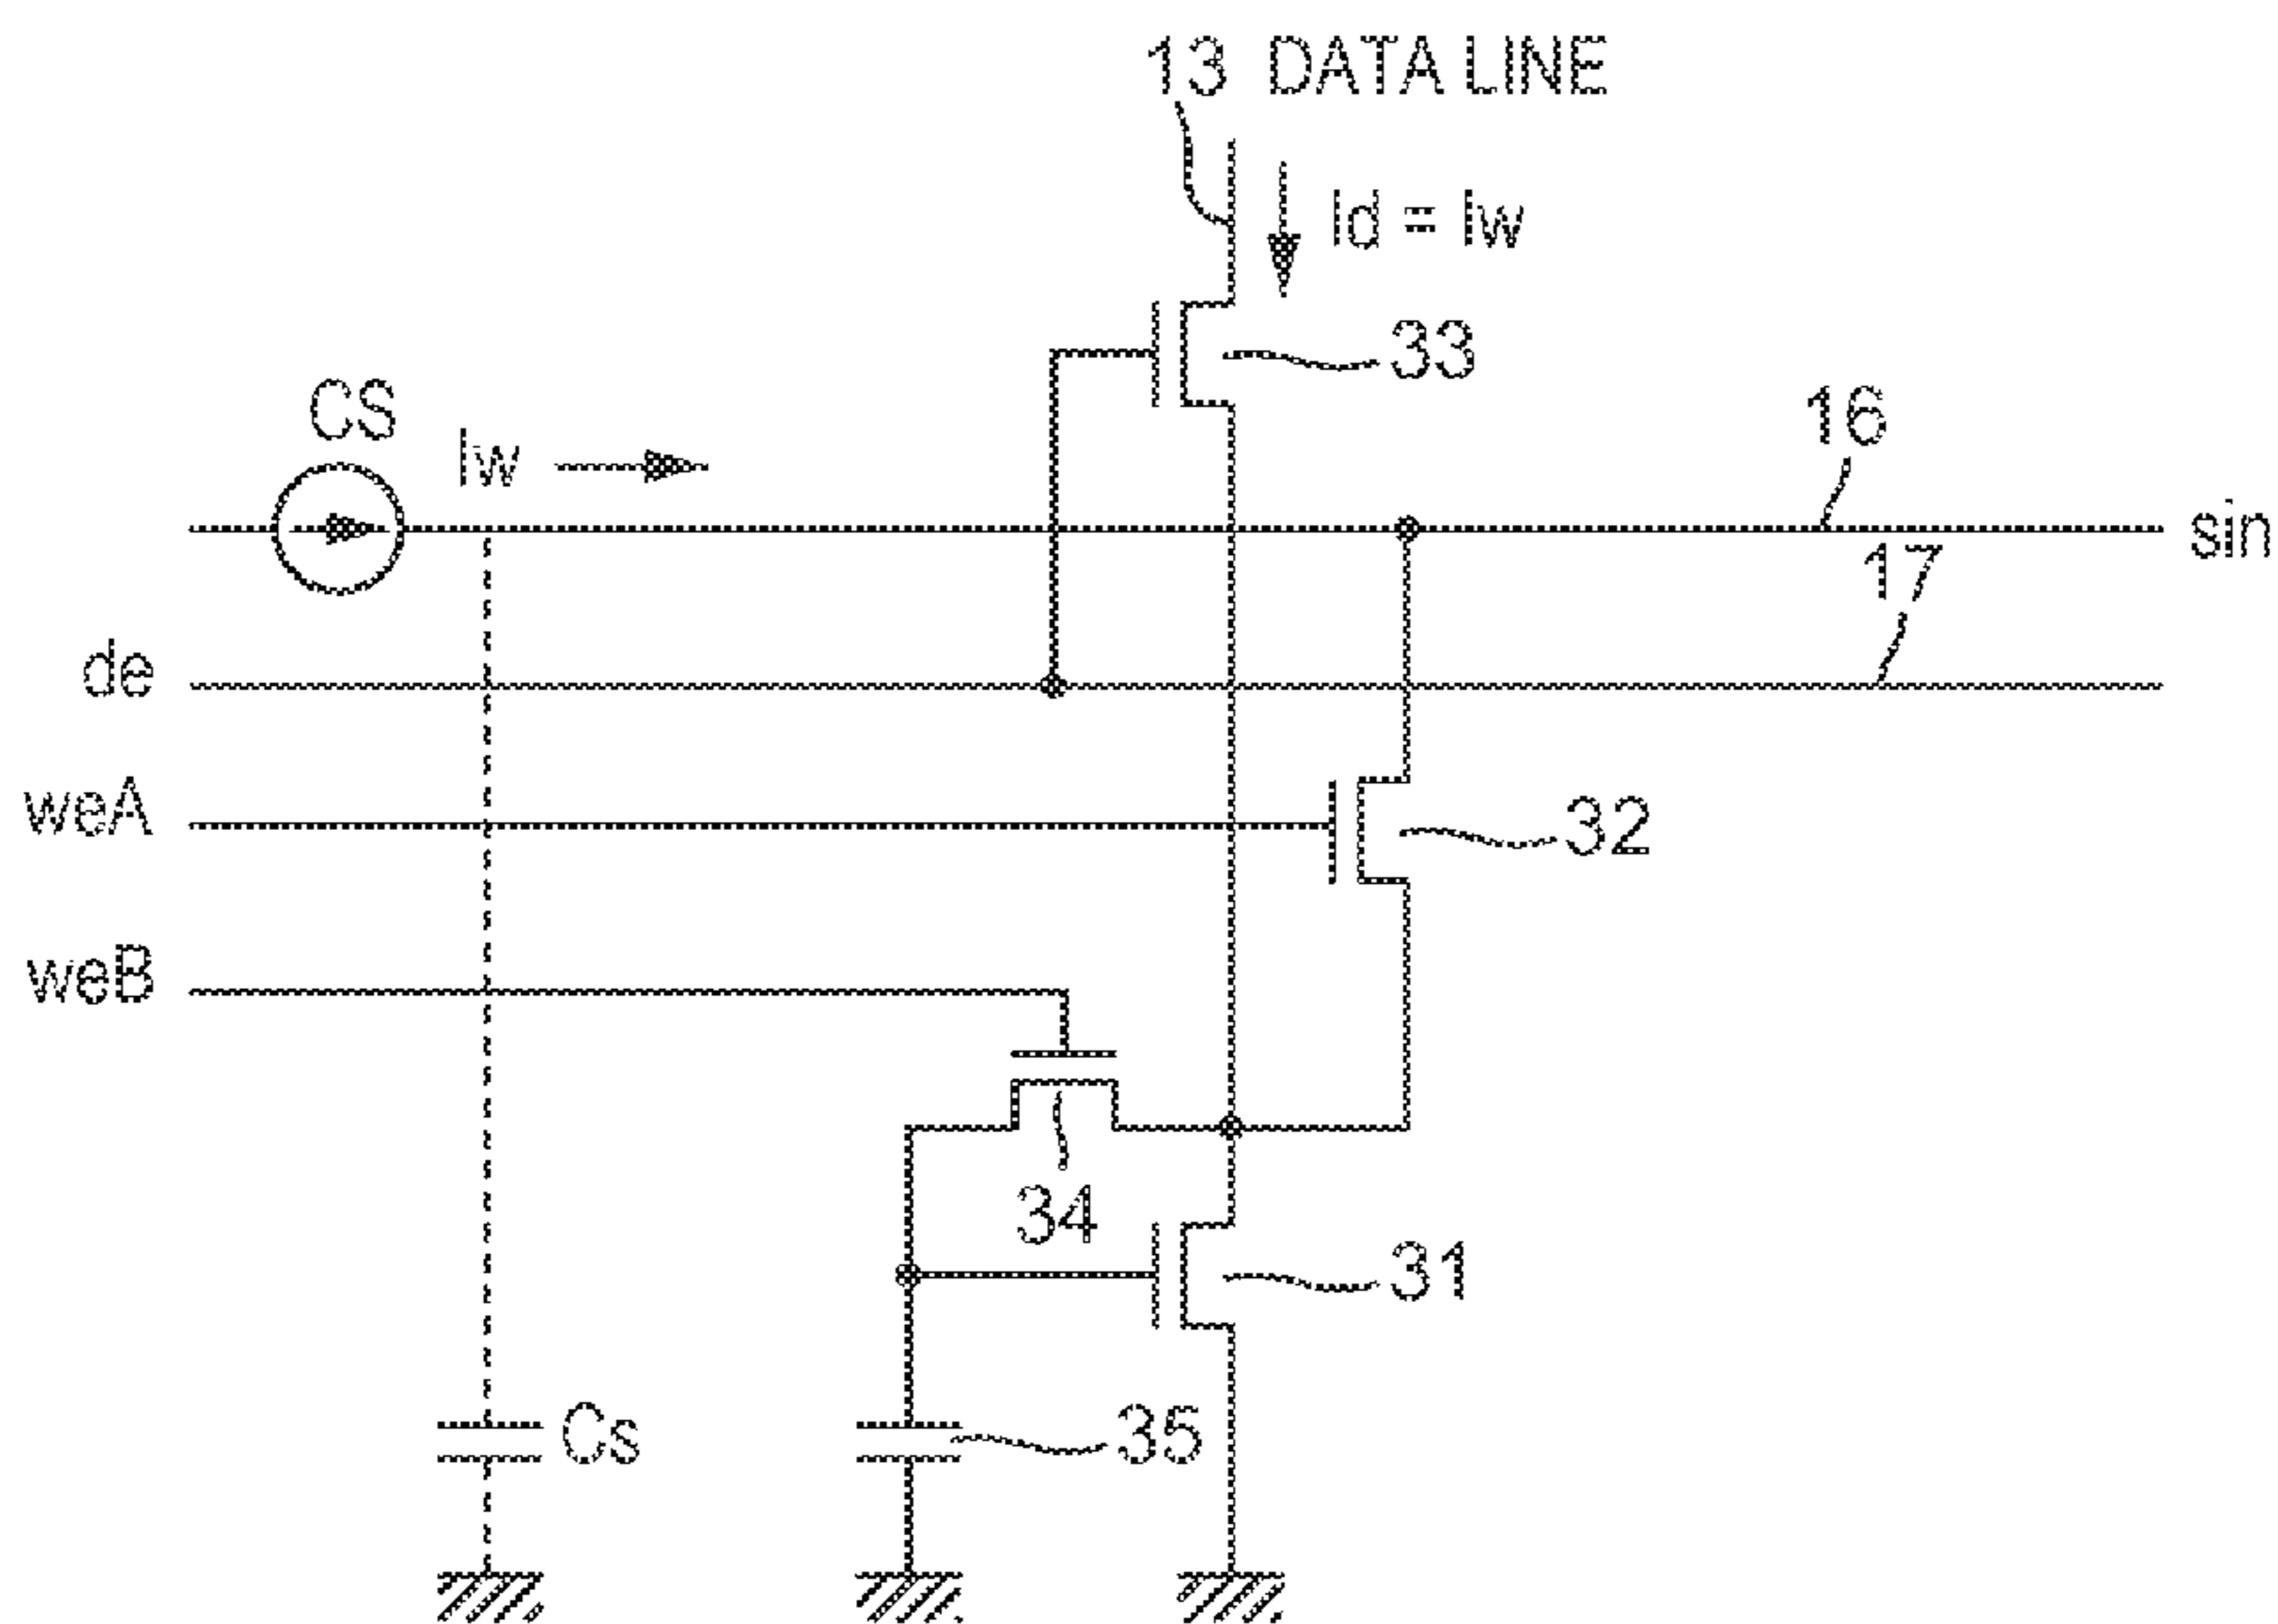 13 DATA LINE
Id = Iw
33
CS
Iw
16
sin
17
de
weA
32
weB
34
31
Cs
35